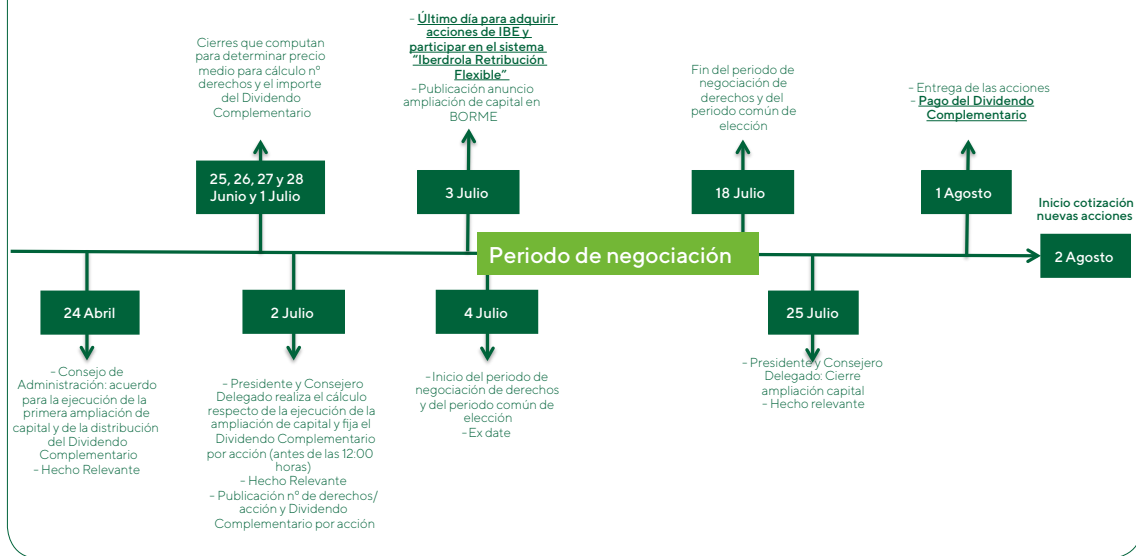 Cierres que computan
para determinar precio
medio para cálculo nº
derechos y el importe
del Dividendo
Complementario
25, 26, 27 y 28
Junio y 1 Julio
- Último día para adquirir
acciones de IBE y
participar en el sistema
"Iberdrola Retribución
Flexible"
- Publicación anuncio
ampliación de capital en
BORME
3 Julio
Fin del periodo de
negociación de
derechos y del
periodo común de
elección
18 Julio
- Entrega de las acciones
- Pago del Dividendo
Complementario
1 Agosto
Inicio cotización
nuevas acciones
2 Agosto
Periodo de negociación
24 Abril
- Consejo de
Administración: acuerdo
para la ejecución de la
primera ampliación de
capital y de la distribución
del Dividendo
Complementario
- Hecho Relevante
2 Julio
- Presidente y Consejero
Delegado realiza el cálculo
respecto de la ejecución de la
ampliación de capital y fija el
Dividendo Complementario
por acción (antes de las 12:00
horas)
- Hecho Relevante
- Publicación nº de derechos/
acción y Dividendo
Complementario por acción
4 Julio
- Inicio del periodo de
negociación de derechos
y del periodo común de
elección
- Ex date
25 Julio
- Presidente y Consejero
Delegado: Cierre
ampliación capital
- Hecho relevante